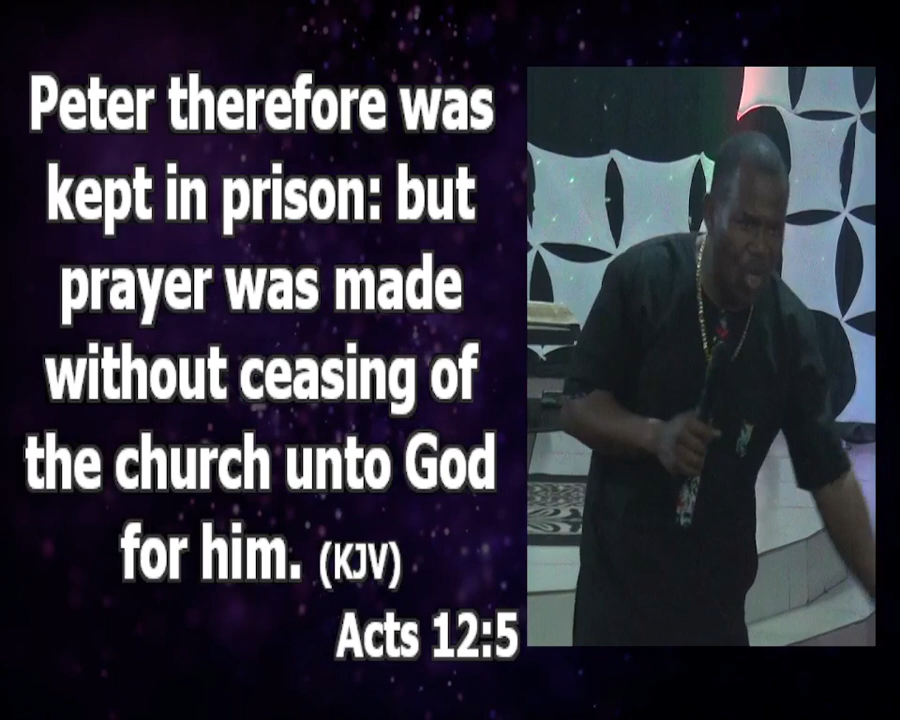 Peter therefore was
kept in prison: but
prayer was made
without ceasing of
the church unto God
for him. (KJV)
Acts 12:5